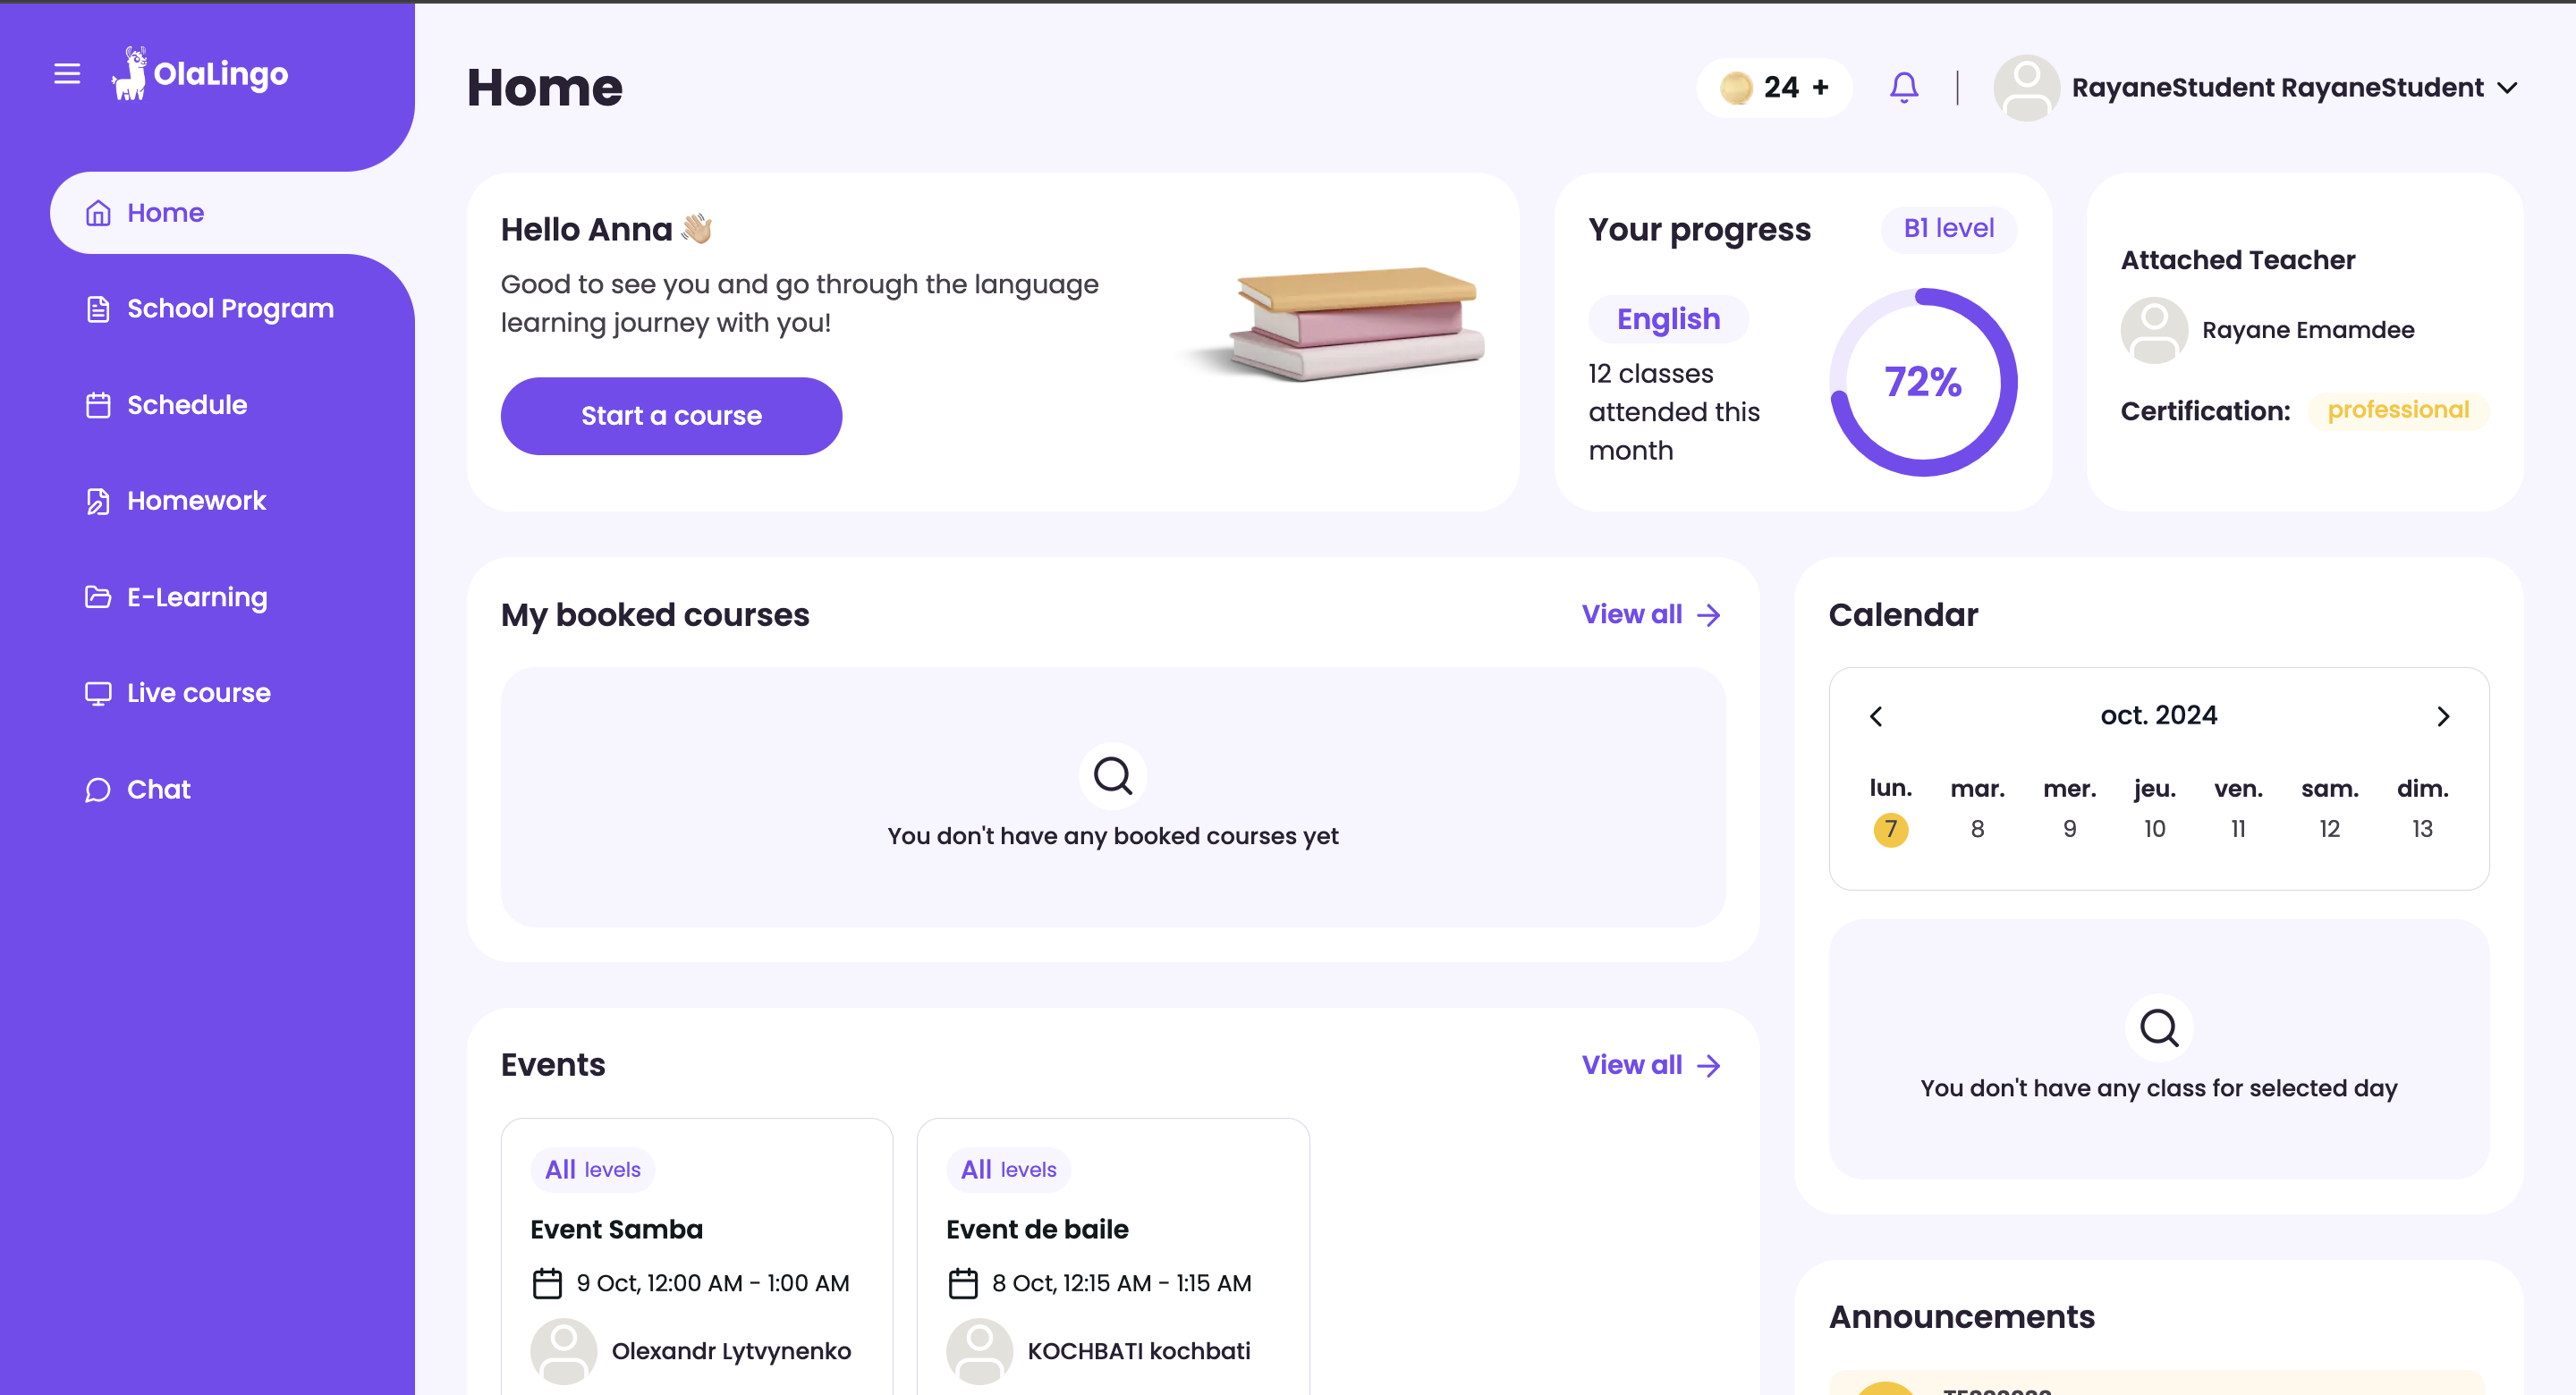 OlaLingo
Home
School Program
Schedule
Homework
E-Learning
Live course
Chat
Home
24 +
RayaneStudent RayaneStudent
Hello Anna 👋🏼
Good to see you and go through the language
learning journey with you!
Start a course
Your progress
B1 level
English
12 classes
attended this
month
72%
Attached Teacher
Rayane Emamdee
Certification: professional
My booked courses
View all
You don't have any booked courses yet
Calendar
oct. 2024
lun. mar. mer. jeu. ven. sam. dim.
7 8 9 10 11 12 13
You don't have any class for selected day
Events
View all
All levels
Event Samba
9 Oct, 12:00 AM - 1:00 AM
Olexandr Lytvynenko
All levels
Event de baile
8 Oct, 12:15 AM - 1:15 AM
KOCHBATI kochbati
Announcements